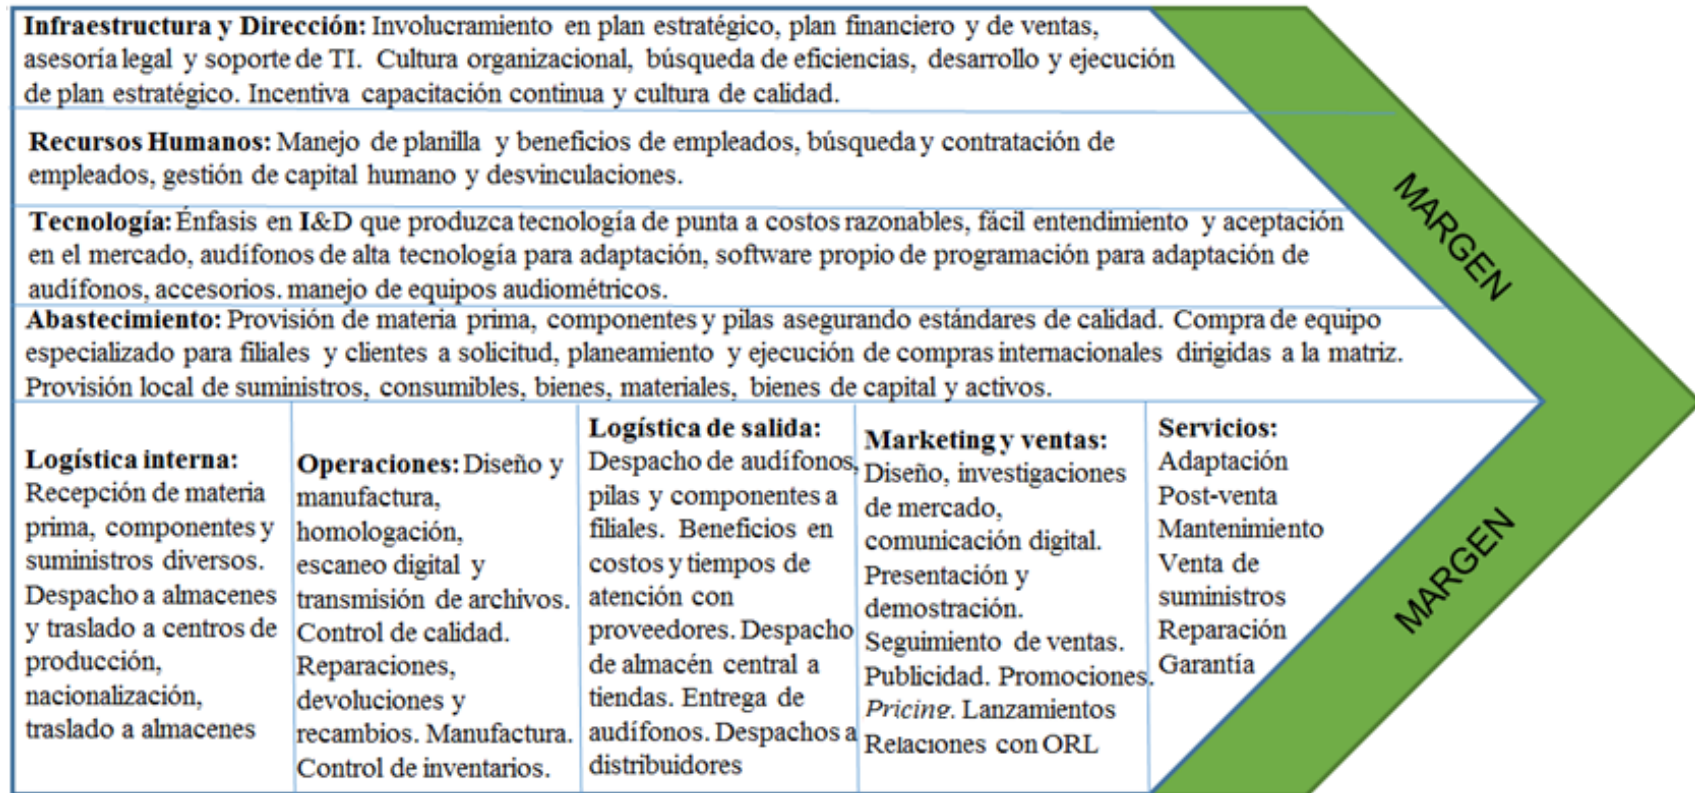 Infraestructura y Dirección: Involucramiento en plan estratégico, plan financiero y de ventas,
asesoría legal y soporte de TI. Cultura organizacional, búsqueda de eficiencias, desarrollo y ejecución
de plan estratégico. Incentiva capacitación continua y cultura de calidad.
Recursos Humanos: Manejo de planilla y beneficios de empleados, búsqueda y contratación de
empleados, gestión de capital humano y desvinculaciones.
Tecnología: Énfasis en I&D que produzca tecnología de punta a costos razonables, fácil entendimiento y aceptación
en el mercado, audífonos de alta tecnología para adaptación, software propio de programación para adaptación de
audífonos, accesorios. manejo de equipos audiométricos.
Abastecimiento: Provisión de materia prima, componentes y pilas asegurando estándares de calidad. Compra de equipo
especializado para filiales y clientes a solicitud, planeamiento y ejecución de compras internacionales dirigidas a la matriz.
Provisión local de suministros, consumibles, bienes, materiales, bienes de capital y activos.
Logística interna:
Recepción de materia
prima, componentes y
suministros diversos.
Despacho a almacenes
y traslado a centros de
producción,
nacionalización,
traslado a almacenes
Operaciones: Diseño y
manufactura,
homologación,
escaneo digital y
transmisión de archivos.
Control de calidad.
Reparaciones,
devoluciones y
recambios. Manufactura.
Control de inventarios.
Logística de salida:
Despacho de audífonos,
pilas y componentes a
filiales. Beneficios en
costos y tiempos de
atención con
proveedores. Despacho
de almacén central a
tiendas. Entrega de
audífonos. Despachos a
distribuidores
Marketing y ventas:
Diseño, investigaciones
de mercado,
comunicación digital.
Presentación y
demostración.
Seguimiento de ventas.
Publicidad. Promociones.
Pricing. Lanzamientos
Relaciones con ORL
Servicios:
Adaptación
Post-venta
Mantenimiento
Venta de
suministros
Reparación
Garantía
MARGEN
MARGEN